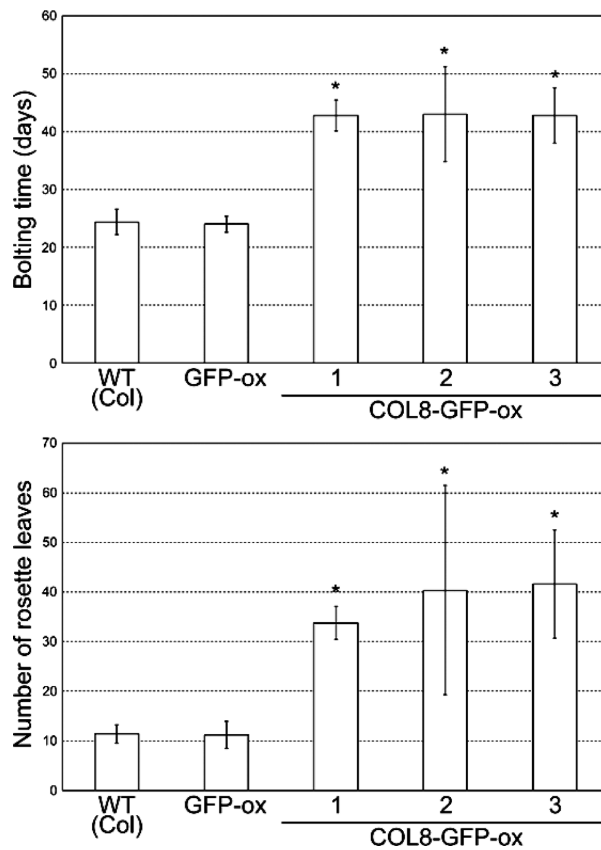 60
50
40
30
20
10
0
Bolting time (days)
*
*
*
WT
(Col)
GFP-ox
1
2
3
COL8-GFP-ox
70
60
50
40
30
20
10
0
Number of rosette leaves
*
*
*
WT
(Col)
GFP-ox
1
2
3
COL8-GFP-ox